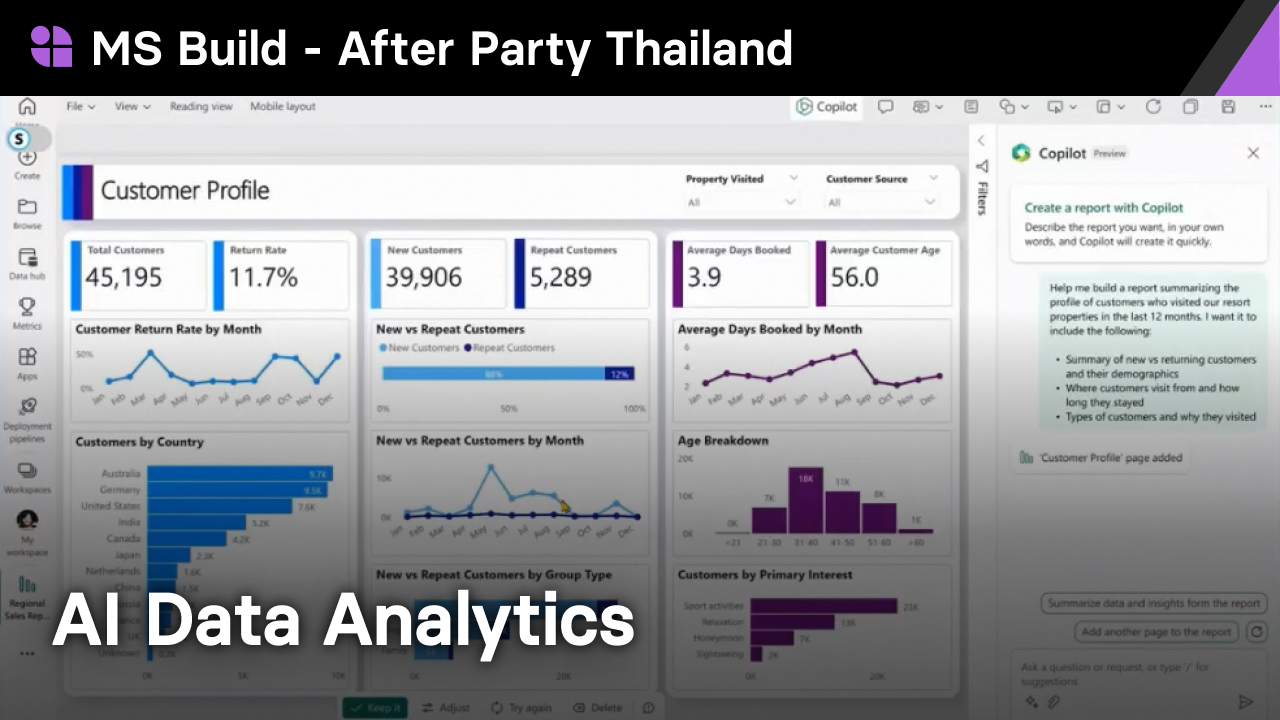 MS Build - After Party Thailand
File
View
Reading view
Mobile layout
Copilot
S
Create
Browse
Data hub
Metrics
Apps
Deployment
pipelines
Workspaces
My
workspace
Regional
Sales Rep...
Customer Profile
Property Visited
All
Customer Source
All
Total Customers
45,195
Return Rate
11.7%
New Customers
39,906
Repeat Customers
5,289
Average Days Booked
3.9
Average Customer Age
56.0
Customer Return Rate by Month
50%
0%
Jan Feb Mar Apr May Jun Jul Aug Sep Oct Nov Dec
New vs Repeat Customers
New Customers Repeat Customers
88% 12%
0% 50% 100%
Average Days Booked by Month
6
4
2
Jan Feb Mar Apr May Jun Jul Aug Sep Oct Nov Dec
Customers by Country
Australia 9.7K
Germany 9.5K
United States 7.6K
India 5.2K
Canada 4.2K
Japan 2.3K
Netherlands 1.6K
China
Unknown
0K 5K 10K
New vs Repeat Customers by Month
10K
0K
Jan Feb Mar Apr May Jun Jul Aug Sep Oct Nov Dec
New vs Repeat Customers by Group Type
Family
0K 20K
Age Breakdown
20K
10K
0K
0K 7K 18K 11K 8K 1K
<21 21-30 31-40 41-50 51-60 >60
Customers by Primary Interest
Sport activities 23K
Relaxation 13K
Honeymoon 7K
Sightseeing 2K
0K 20K
Keep it
Adjust
Try again
Delete
Filters
Copilot Preview
Create a report with Copilot
Describe the report you want, in your own
words, and Copilot will create it quickly.
Help me build a report summarizing the
profile of customers who visited our resort
properties in the last 12 months. I want it to
include the following:
• Summary of new vs returning customers
and their demographics
• Where customers visit from and how
long they stayed
• Types of customers and why they visited
'Customer Profile' page added
Summarize data and insights form the report
Add another page to the report
Ask a question or request, or type '/' for
suggestions
AI Data Analytics